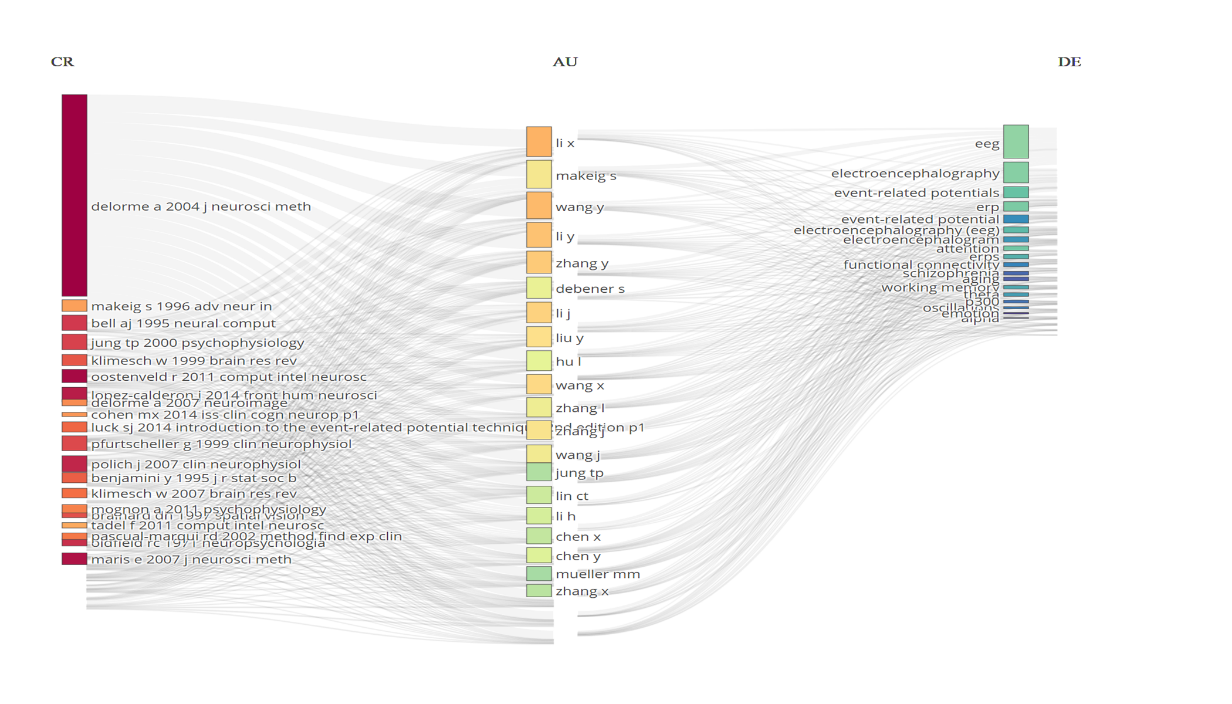 CR
AU
DE
delorme a 2004 j neurosci meth
makeig s 1996 adv neur in
bell aj 1995 neural comput
jung tp 2000 psychophysiology
klimesch w 1999 brain res rev
oostenveld r 2011 comput intel neurosc
lopez-calderon j 2014 front hum neurosci
delorme a 2007 neuroimage
cohen mx 2014 iss clin cogn neurop p1
luck sj 2014 introduction to the event-related potential technique 2nd edition p1
pfurtscheller g 1999 clin neurophysiol
polich j 2007 clin neurophysiol
benjamini y 1995 j r stat soc b
klimesch w 2007 brain res rev
mognon a 2011 psychophysiology
brainard dh 1997 spatial vision
tadel f 2011 comput intel neurosc
pascual-marqui rd 2002 method find exp clin
oldfield rc 1971 neuropsychologia
maris e 2007 j neurosci meth
li x
makeig s
wang y
li y
zhang y
debener s
li j
liu y
hu l
wang x
zhang l
zhang j
wang j
jung tp
lin ct
li h
chen x
chen y
mueller mm
zhang x
eeg
electroencephalography
event-related potentials
erp
event-related potential
electroencephalography (eeg)
electroencephalogram
attention
erps
functional connectivity
schizophrenia
aging
working memory
theta
p300
oscillations
emotion
alpha